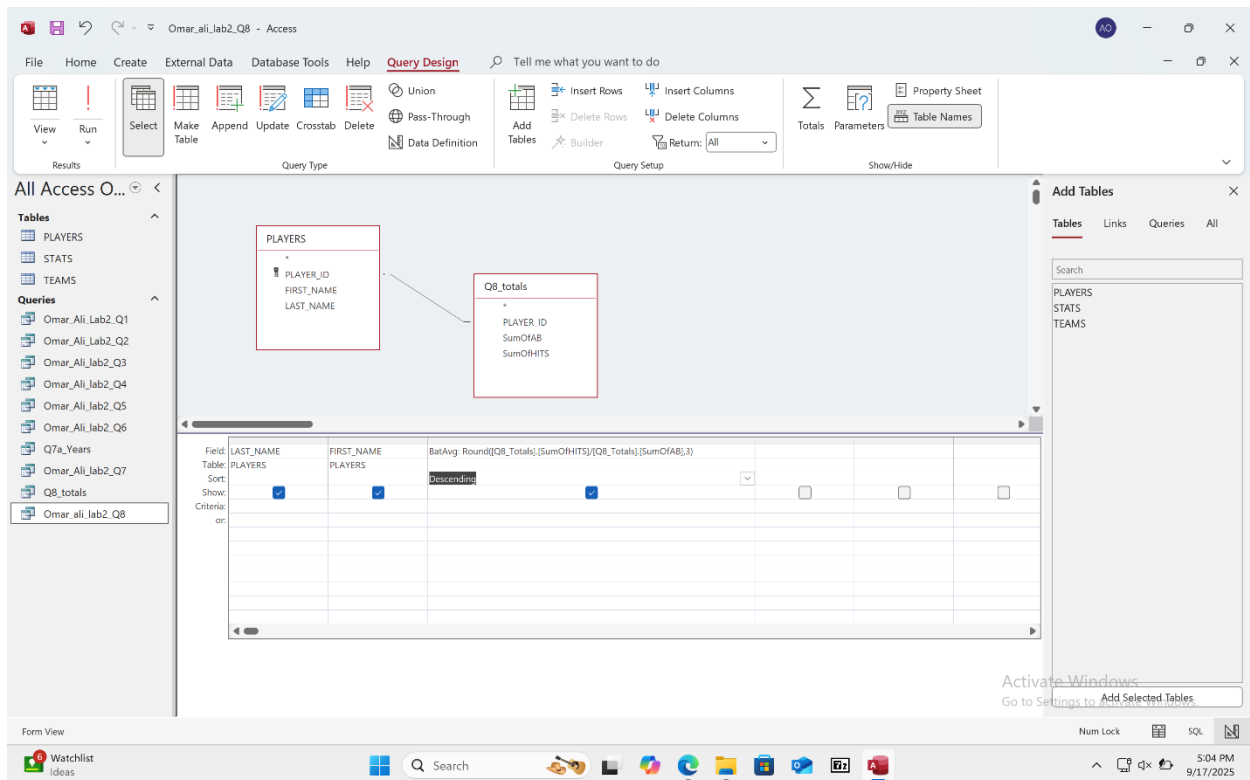 Omar_ali_lab2_Q8 - Access
AO
File Home Create External Data Database Tools Help Query Design Tell me what you want to do
View
Run
Results
Select
Make Table
Append
Update
Crosstab
Delete
Union
Pass-Through
Data Definition
Query Type
Add Tables
Insert Rows
Delete Rows
Builder
Insert Columns
Delete Columns
Return: All
Query Setup
Totals
Parameters
Property Sheet
XYZ Table Names
Show/Hide
All Access O...
Tables
PLAYERS
STATS
TEAMS
Queries
Omar_Ali_Lab2_Q1
Omar_Ali_Lab2_Q2
Omar_Ali_lab2_Q3
Omar_Ali_lab2_Q4
Omar_Ali_lab2_Q5
Omar_Ali_lab2_Q6
Q7a_Years
Omar_Ali_lab2_Q7
Q8_totals
Omar_ali_lab2_Q8
PLAYERS
*
PLAYER_ID
FIRST_NAME
LAST_NAME
Q8_totals
*
PLAYER_ID
SumOfAB
SumOfHITS
Field: LAST_NAME FIRST_NAME BatAvg: Round([Q8_Totals].[SumOfHITS]/[Q8_Totals].[SumOfAB],3)
Table: PLAYERS PLAYERS
Sort: Descending
Show:
Criteria:
or:
Add Tables
Tables Links Queries All
Search
PLAYERS
STATS
TEAMS
Activate Windows
Go to Settings to activate Windows.
Add Selected Tables
Form View
Num Lock
SQL
6
Watchlist
Ideas
Search
5:04 PM
9/17/2025